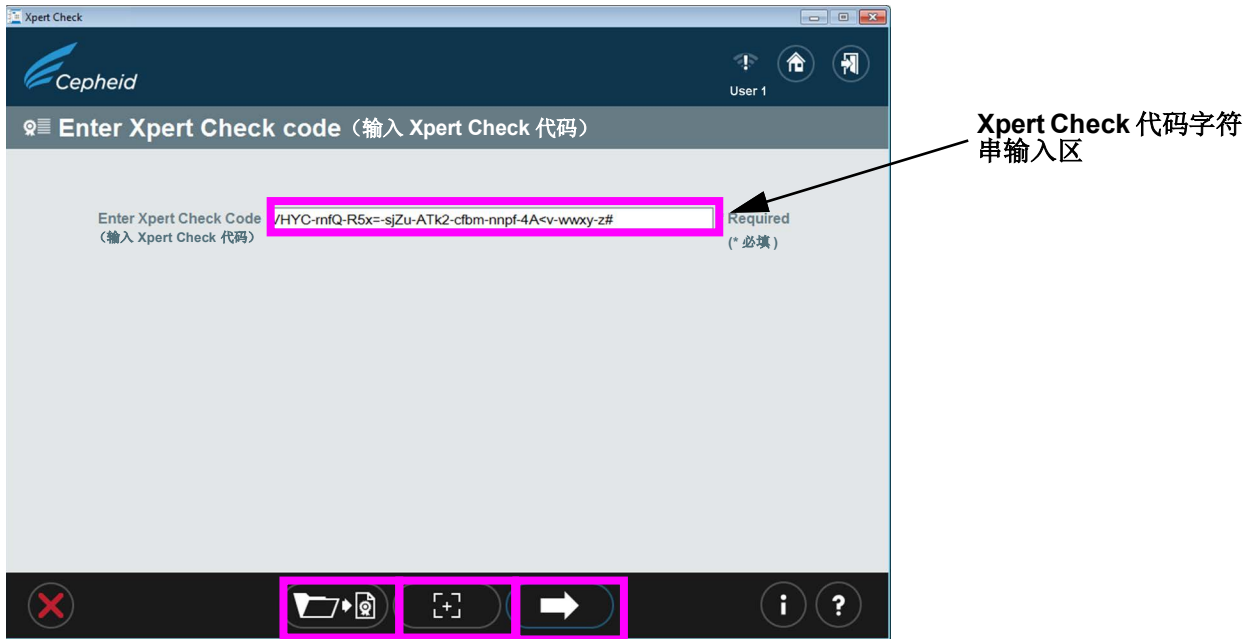 Xpert Check
Cepheid
User 1
Enter Xpert Check code（输入 Xpert Check 代码）
Xpert Check 代码字符
串输入区
Enter Xpert Check Code
（输入 Xpert Check 代码）
/HYC-rnfQ-R5x=-sjZu-ATk2-cfbm-nnpf-4A<v-wwxy-z#
Required
(* 必填 )